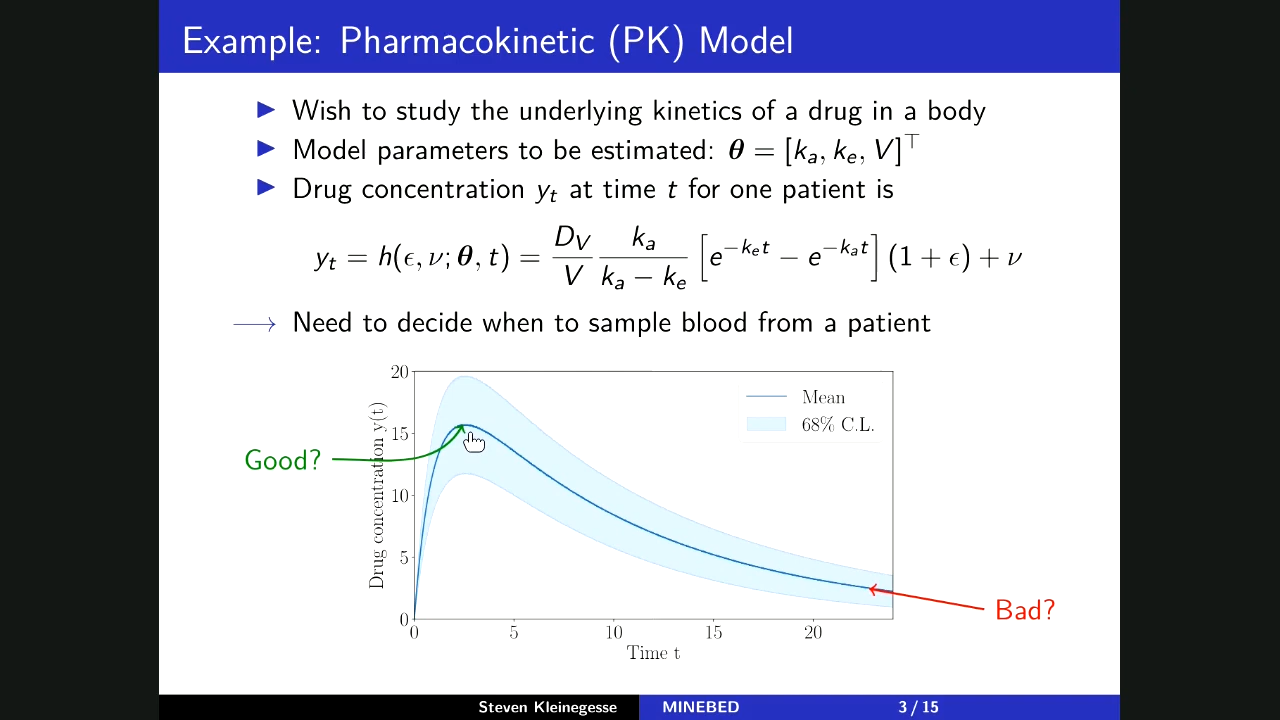 Example: Pharmacokinetic (PK) Model
Wish to study the underlying kinetics of a drug in a body
Model parameters to be estimated: θ = [k_a, k_e, V]^⊤
Drug concentration y_t at time t for one patient is
y_t = h(ϵ, ν; θ, t) = \frac{D_V}{V} \frac{k_a}{k_a − k_e} [e^{−k_e t} − e^{−k_a t}] (1 + ϵ) + ν
⟶ Need to decide when to sample blood from a patient
Drug concentration y(t)
20
15
10
5
0
Mean
68% C.L.
Good?
Bad?
0 5 10 15 20
Time t
Steven Kleinegesse MINEBED 3 / 15